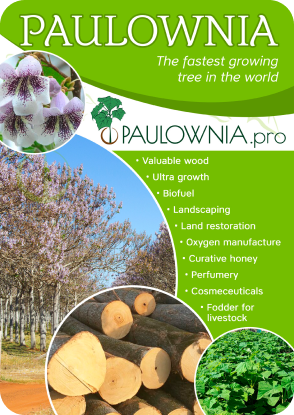 PAULOWNIA
The fastest growing
tree in the world
PAULOWNIA.pro
• Valuable wood
• Ultra growth
• Biofuel
• Landscaping
• Land restoration
• Oxygen manufacture
• Curative honey
• Perfumery
• Cosmeceuticals
• Fodder for
livestock